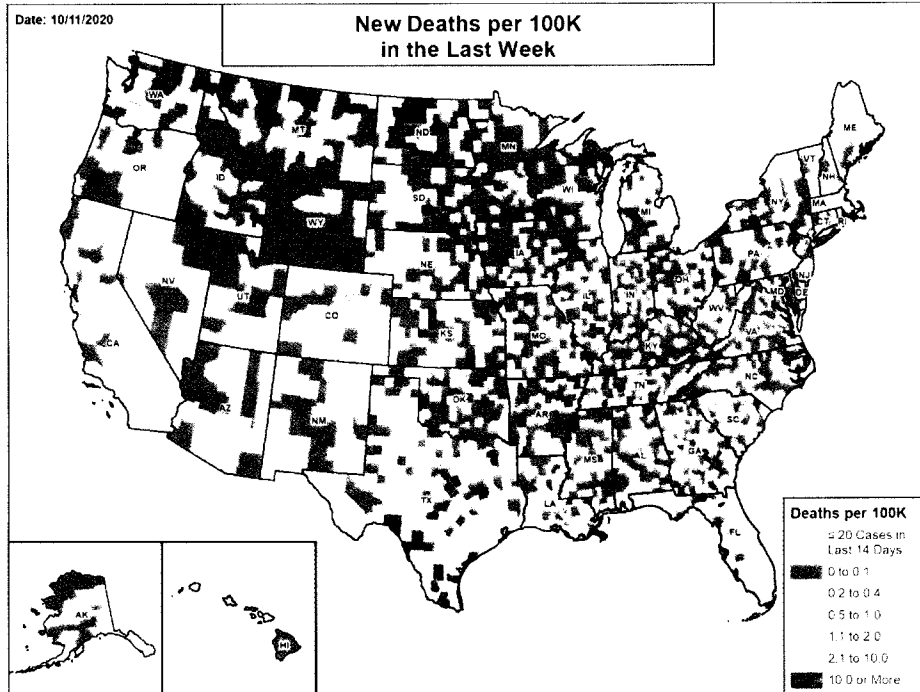 Date: 10/11/2020
New Deaths per 100K
in the Last Week
WA
MT
ND
MN
ME
OR
ID
SD
WI
VT
NH
NY
MA
WY
MI
IA
NE
PA
NV
UT
CO
IN
OH
NJ
DE
MD
WV
VA
CA
KS
MO
KY
NC
TN
AZ
NM
OK
AR
SC
MS
GA
TX
LA
FL
AK
HI
Deaths per 100K
≤ 20 Cases in
Last 14 Days
0 to 0.1
0.2 to 0.4
0.5 to 1.0
1.1 to 2.0
2.1 to 10.0
10.0 or More